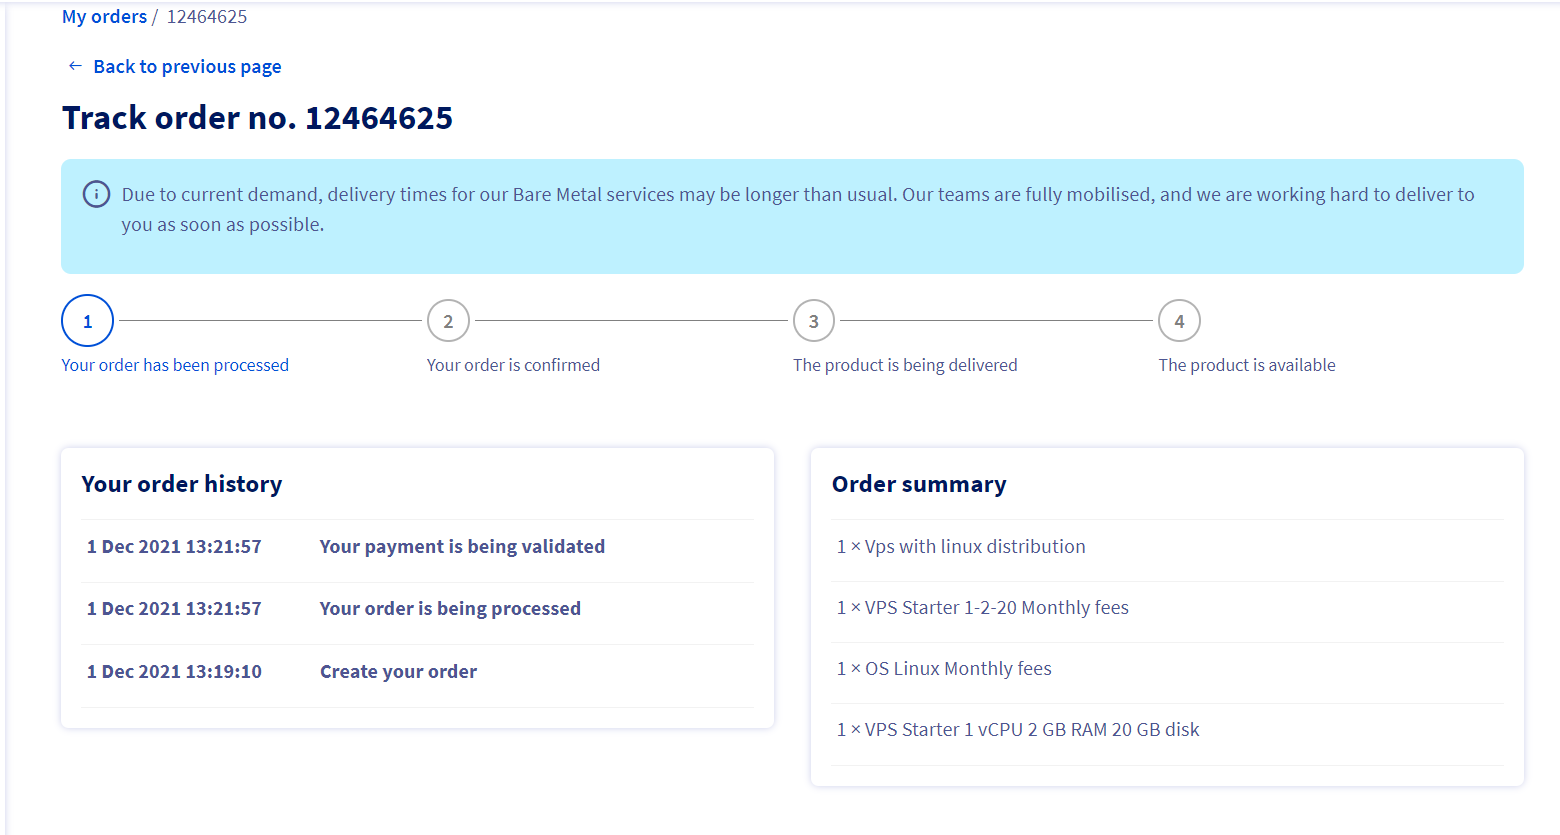 My orders / 12464625
← Back to previous page
Track order no. 12464625
Due to current demand, delivery times for our Bare Metal services may be longer than usual. Our teams are fully mobilised, and we are working hard to deliver to
you as soon as possible.
1
Your order has been processed
2
Your order is confirmed
3
The product is being delivered
4
The product is available
Your order history
1 Dec 2021 13:21:57 Your payment is being validated
1 Dec 2021 13:21:57 Your order is being processed
1 Dec 2021 13:19:10 Create your order
Order summary
1 × Vps with linux distribution
1 × VPS Starter 1-2-20 Monthly fees
1 × OS Linux Monthly fees
1 × VPS Starter 1 vCPU 2 GB RAM 20 GB disk